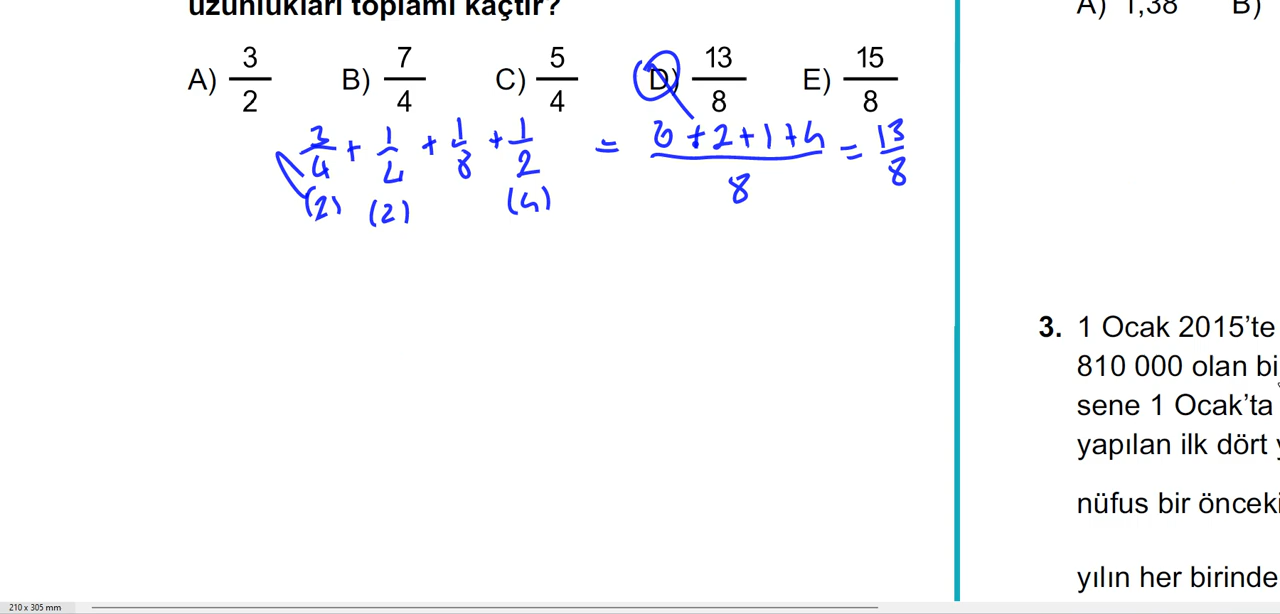 uzunlukları toplamı kaçtır?
A) 3/2 B) 7/4 C) 5/4 D) 13/8 E) 15/8
3/4 + 1/4 + 1/8 + 1/2 = 6+2+1+4/8 = 13/8
(2) (2) (4)
A) 1,38 B)
3. 1 Ocak 2015'te
810 000 olan bi
sene 1 Ocak'ta
yapılan ilk dört y
nüfus bir önceki
yılın her birinde
210 x 305 mm